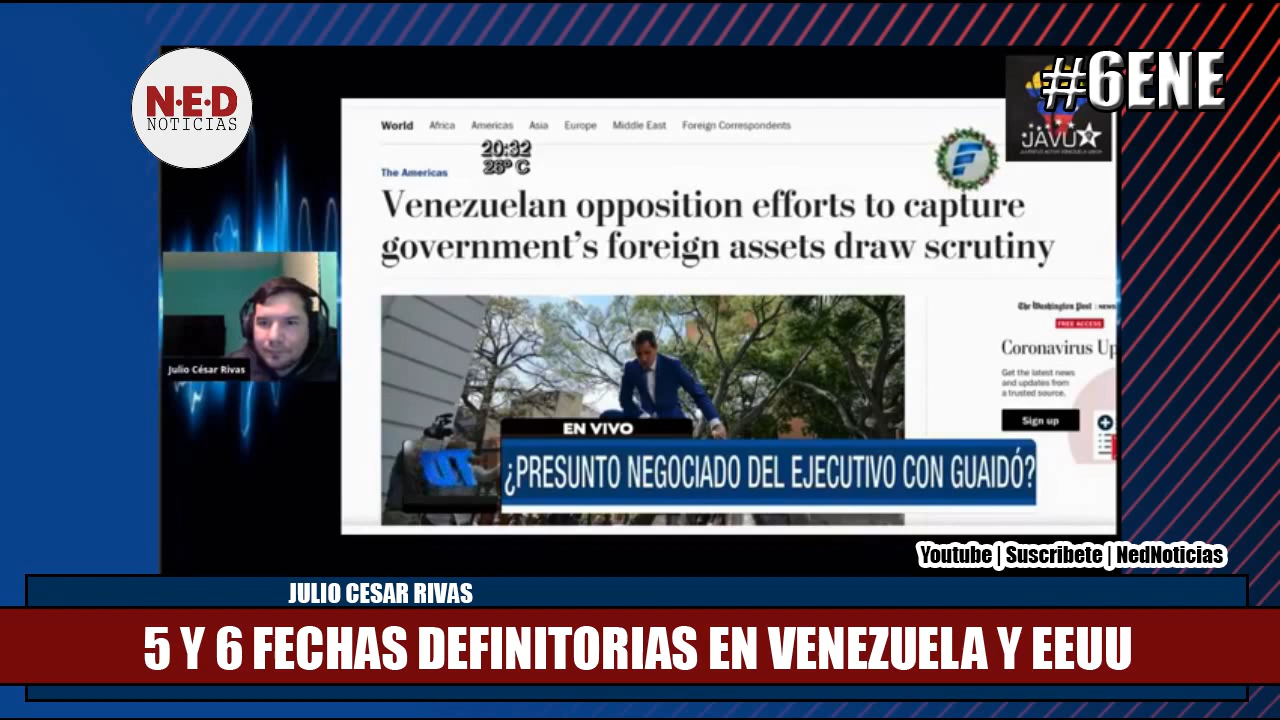 N·E·D
NOTICIAS
#6ENE
JAVU
World Africa Americas Asia Europe Middle East Foreign Correspondents
20:32
26º C
The Americas
Venezuelan opposition efforts to capture
government's foreign assets draw scrutiny
F
Julio César Rivas
The Washington Post
FREE ACCESS
Coronavirus Up
Get the latest news
and updates from
a trusted source.
Sign up
EN VIVO
UT
¿PRESUNTO NEGOCIADO DEL EJECUTIVO CON GUAIDÓ?
Youtube | Suscribete | NedNoticias
JULIO CESAR RIVAS
5 Y 6 FECHAS DEFINITORIAS EN VENEZUELA Y EEUU